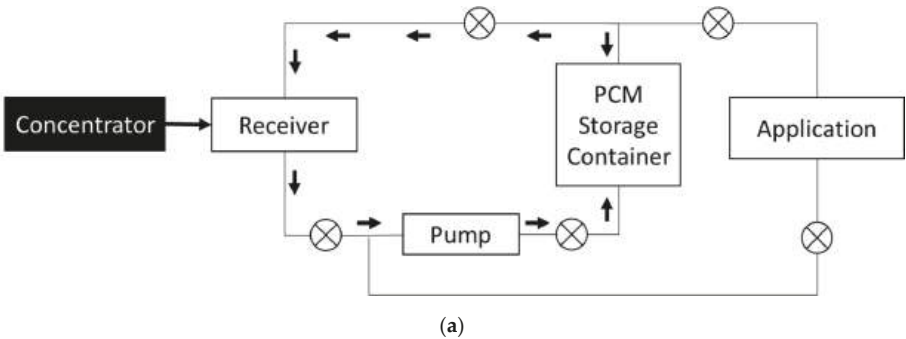 Concentrator
Receiver
PCM
Storage
Container
Application
Pump
(a)